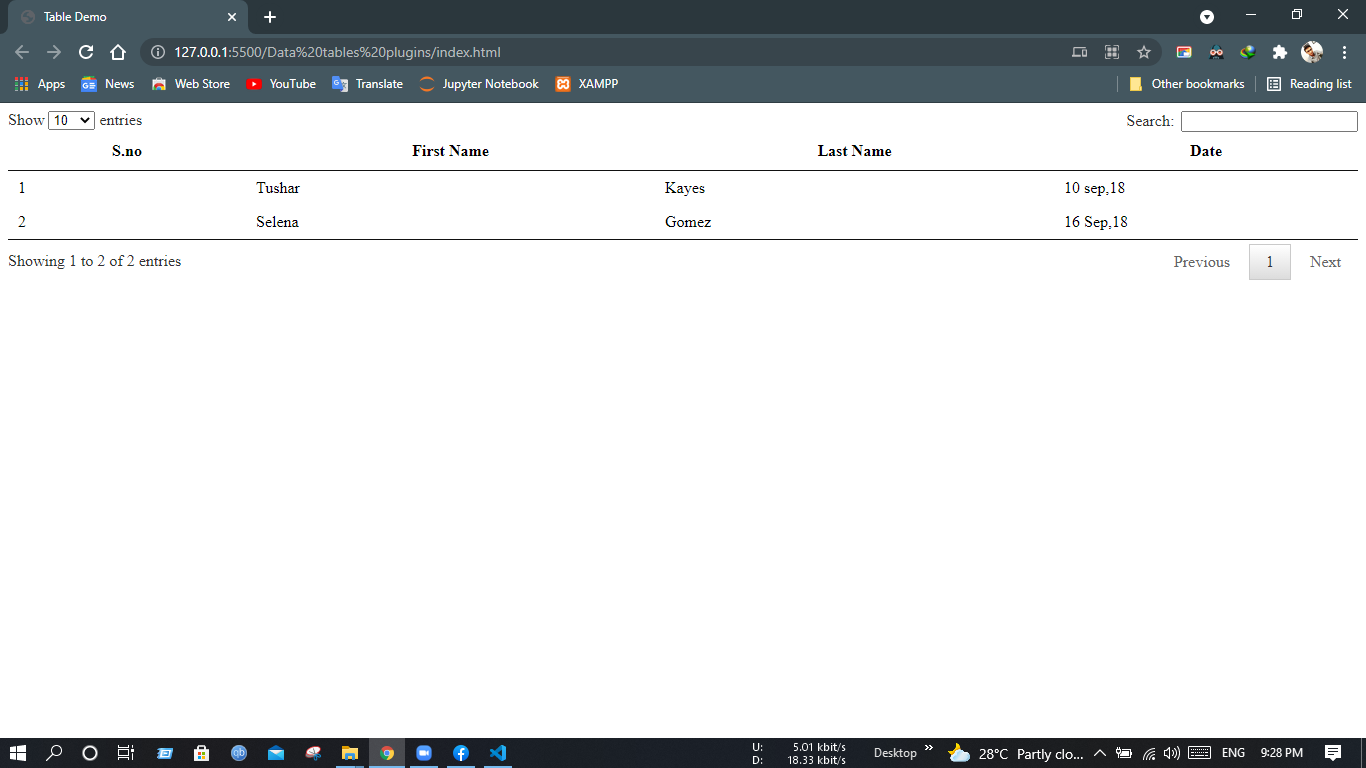 Table Demo
127.0.0.1:5500/Data%20tables%20plugins/index.html
Apps News Web Store YouTube Translate Jupyter Notebook XAMPP Other bookmarks Reading list
Show 10 entries Search:
S.no First Name Last Name Date
1 Tushar Kayes 10 sep,18
2 Selena Gomez 16 Sep,18
Showing 1 to 2 of 2 entries Previous 1 Next
U: 5.01 kbit/s
D: 18.33 kbit/s
Desktop » 28°C Partly clo... ENG 9:28 PM